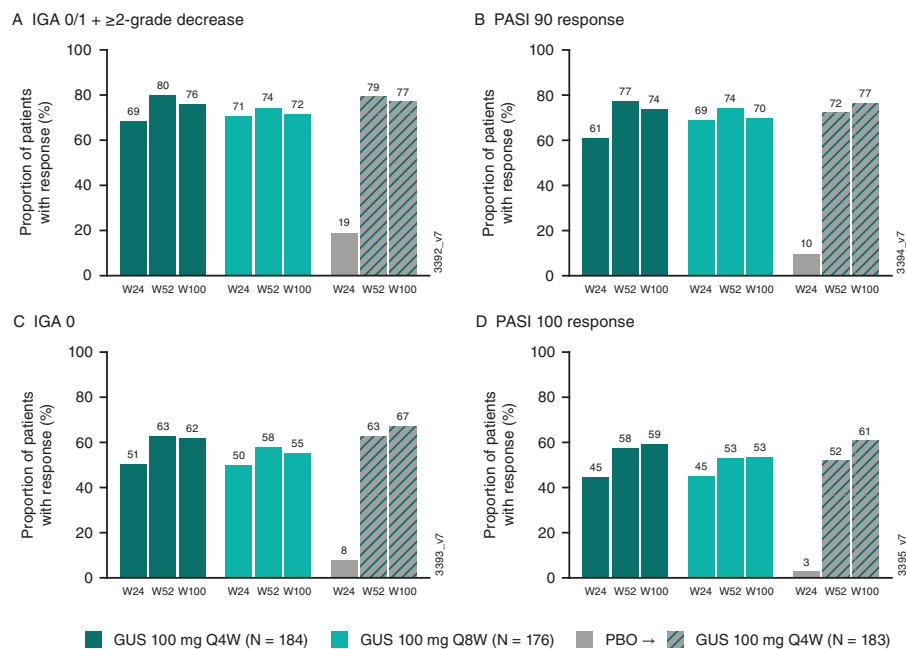 A IGA 0/1 + ≥2-grade decrease
Proportion of patients
with response (%)
100
80
60
40
20
0
69
80
76
71
74
72
19
79
77
W24 W52 W100
W24 W52 W100
W24 W52 W100
3392_v7
B PASI 90 response
Proportion of patients
with response (%)
100
80
60
40
20
0
61
77
74
69
74
70
10
72
77
W24 W52 W100
W24 W52 W100
W24 W52 W100
3394_v7
C IGA 0
Proportion of patients
with response (%)
100
80
60
40
20
0
51
63
62
50
58
55
8
63
67
W24 W52 W100
W24 W52 W100
W24 W52 W100
3393_v7
D PASI 100 response
Proportion of patients
with response (%)
100
80
60
40
20
0
45
58
59
45
53
53
3
52
61
W24 W52 W100
W24 W52 W100
W24 W52 W100
3395_v7
GUS 100 mg Q4W (N = 184) GUS 100 mg Q8W (N = 176) PBO → GUS 100 mg Q4W (N = 183)